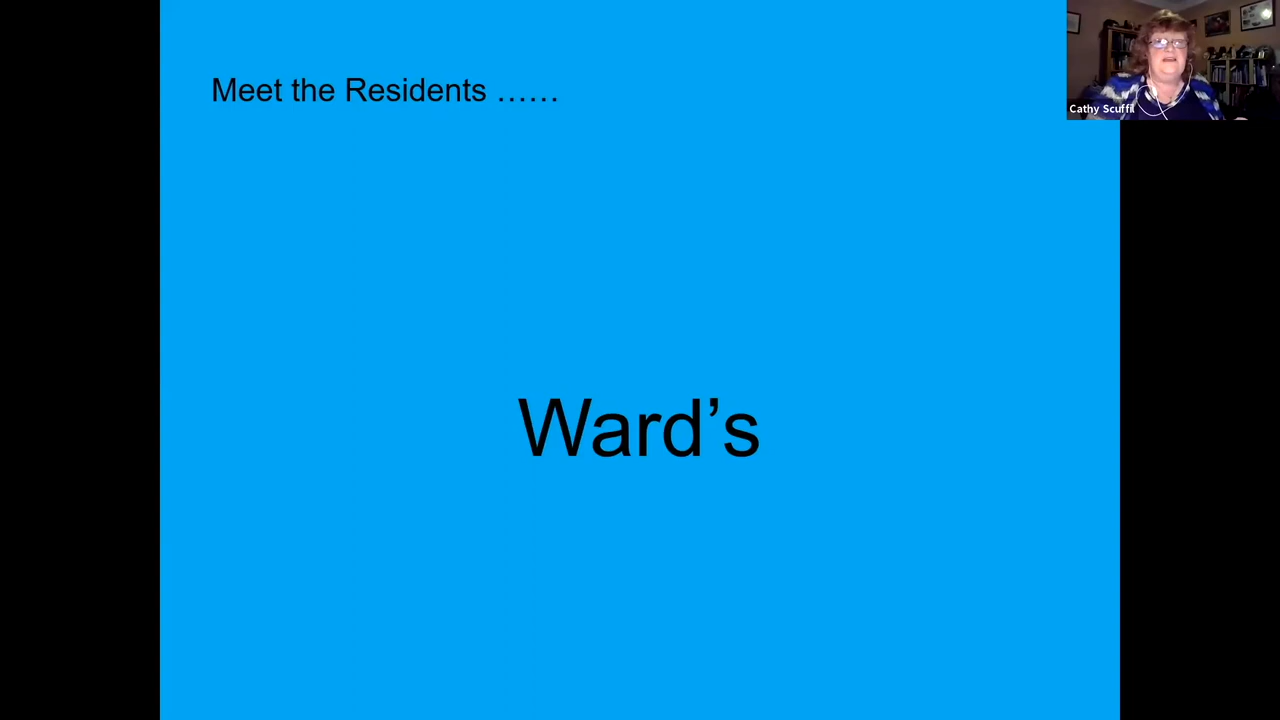 Meet the Residents ......
Cathy Scuffil
Ward’s